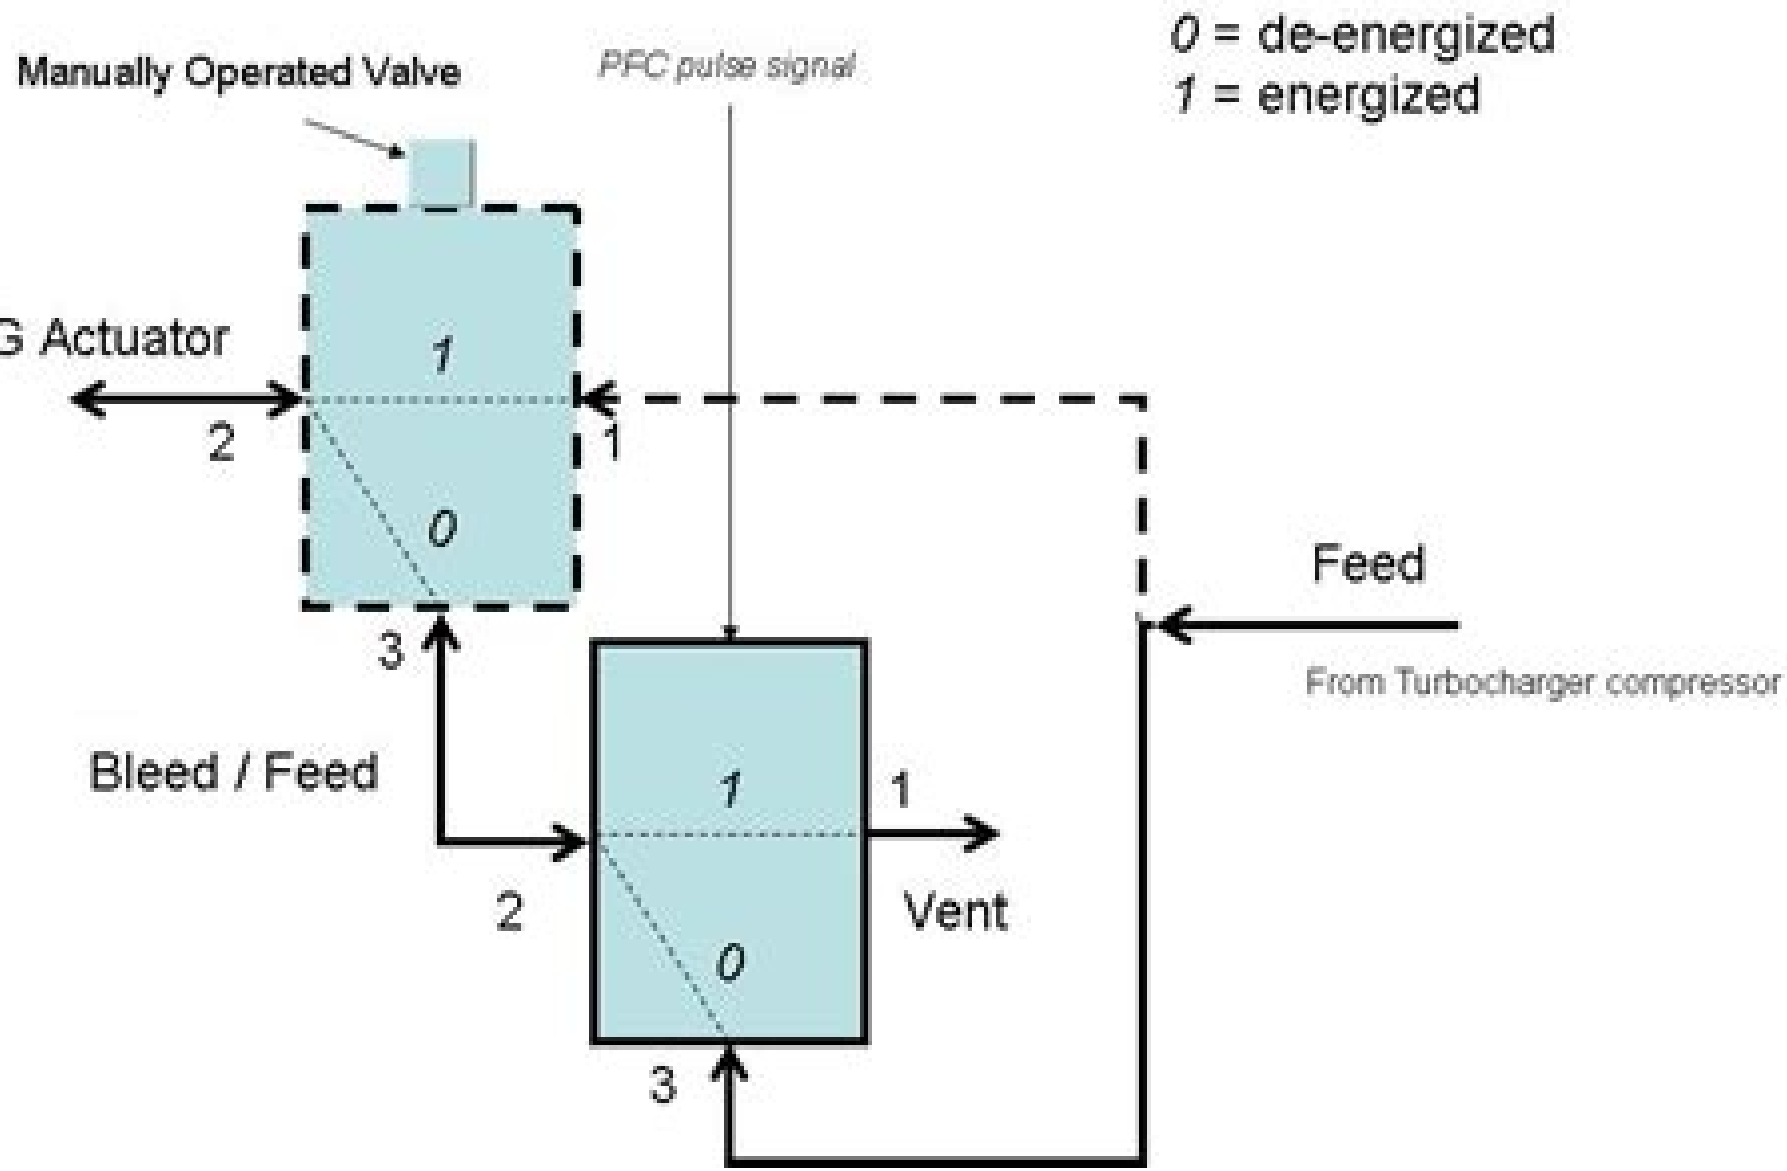 0 = de-energized
1 = energized
Manually Operated Valve
PFC pulse signal
G Actuator
1
2
1
0
3
Feed
From Turbocharger compressor
Bleed / Feed
1
1
2
Vent
0
3